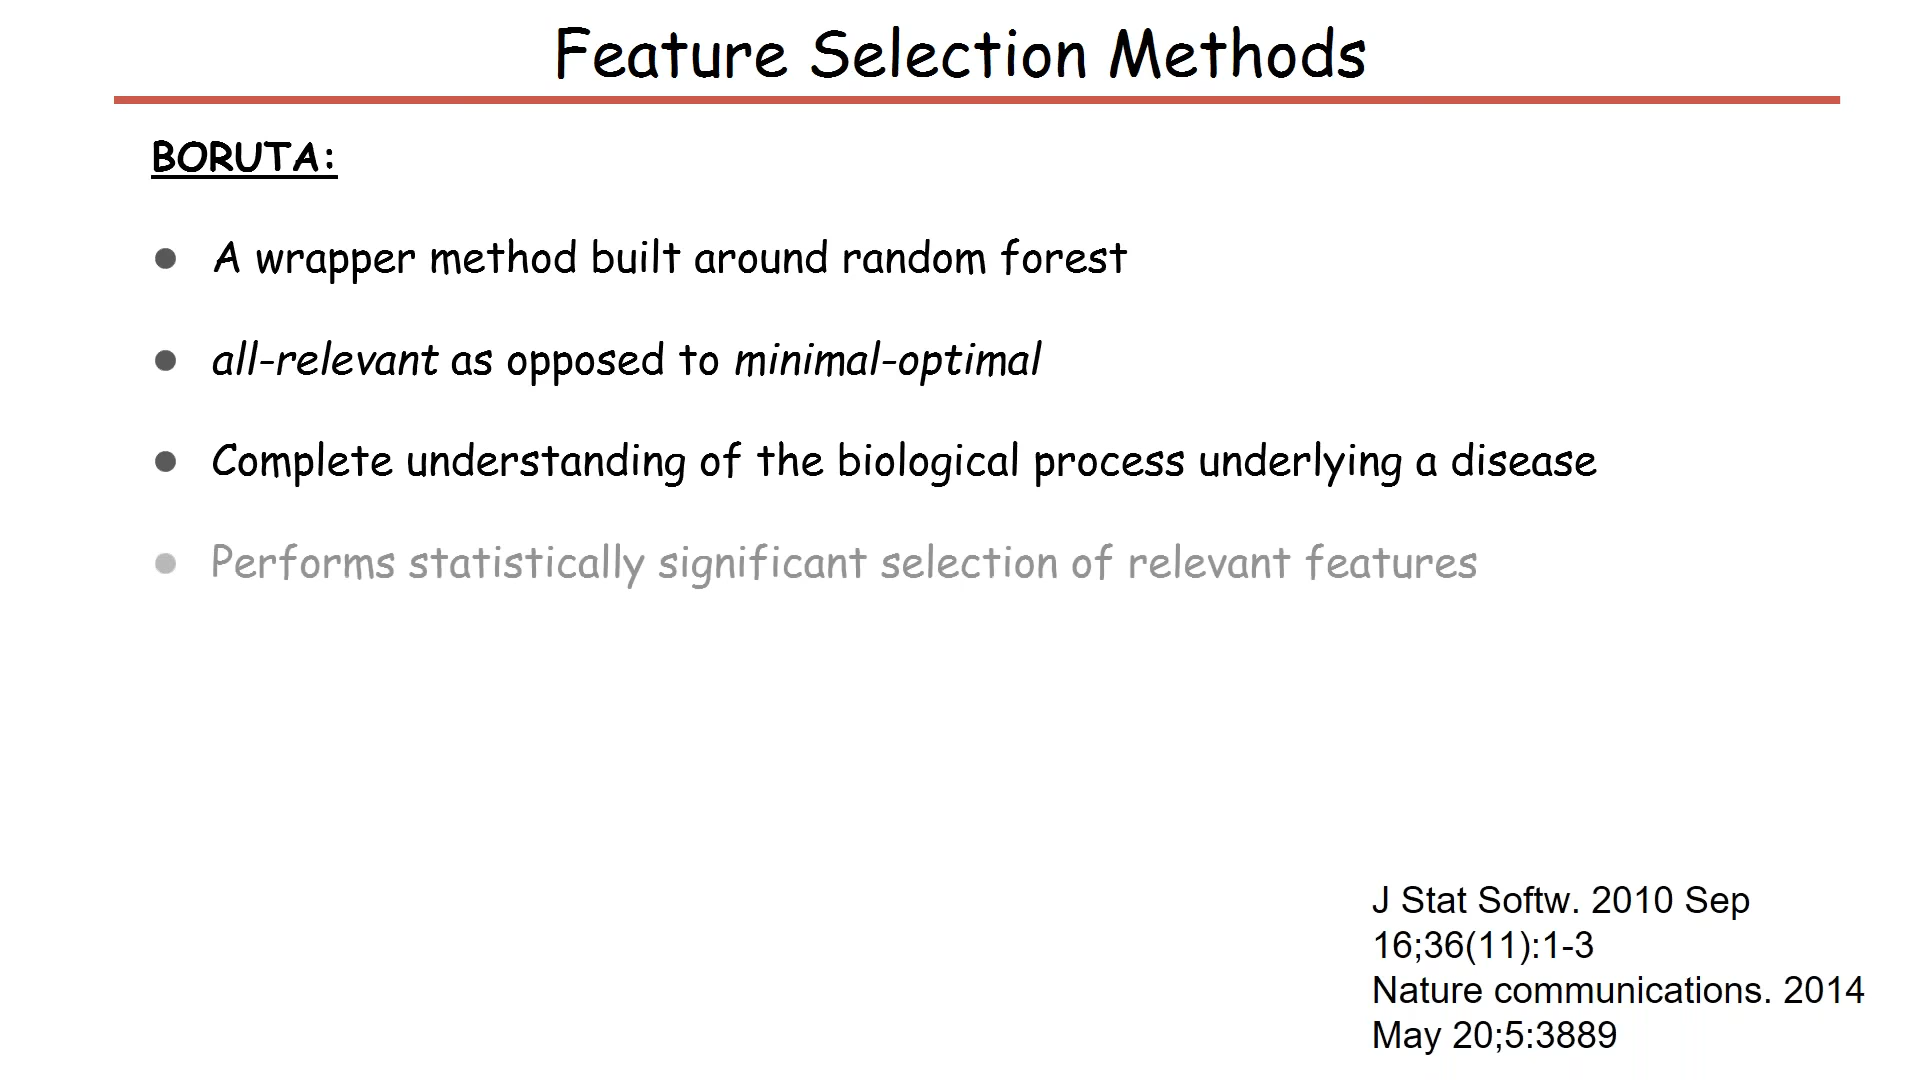 Feature Selection Methods
BORUTA:
● A wrapper method built around random forest
● all-relevant as opposed to minimal-optimal
● Complete understanding of the biological process underlying a disease
● Performs statistically significant selection of relevant features
J Stat Softw. 2010 Sep
16;36(11):1-3
Nature communications. 2014
May 20;5:3889